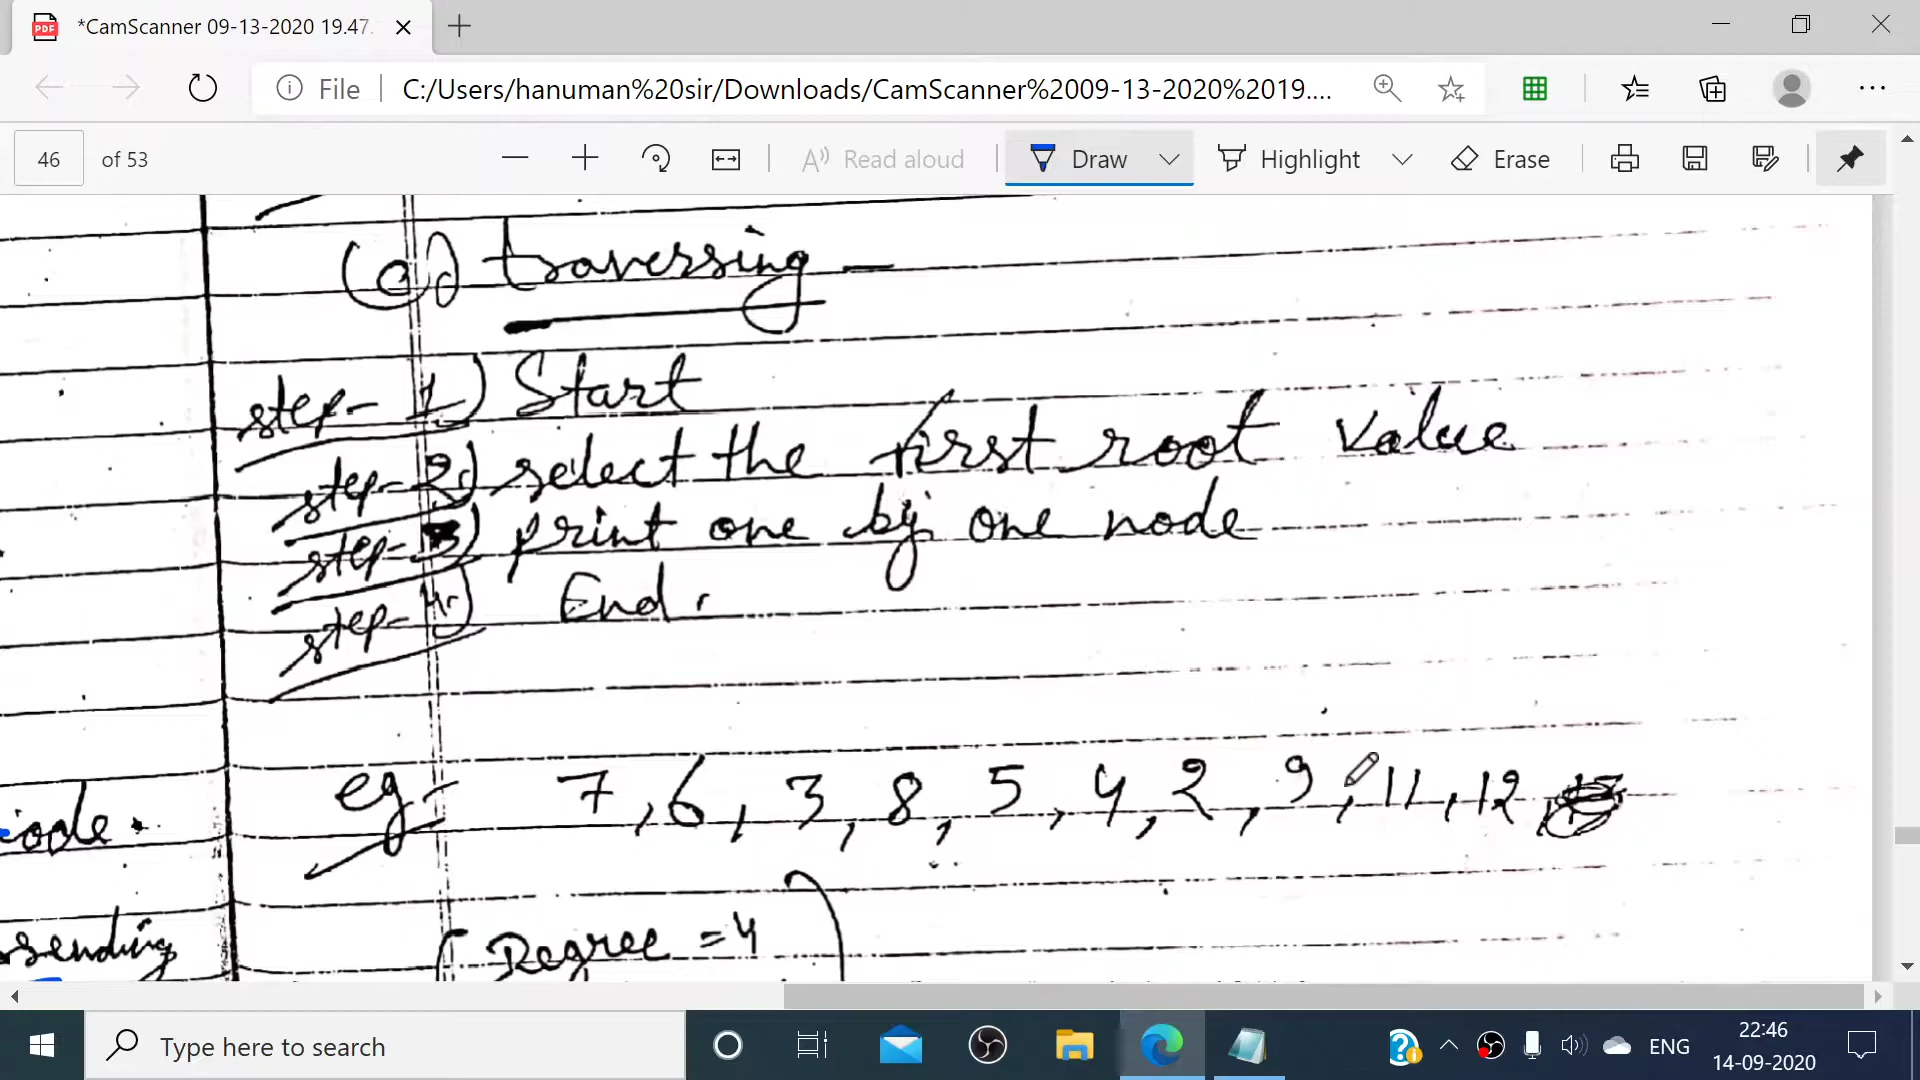 *CamScanner 09-13-2020 19.47.
File C:/Users/hanuman%20sir/Downloads/CamScanner%2009-13-2020%2019....
46 of 53 Read aloud Draw Highlight Erase
(a) traversing -
step- 1) Start
step- 2) select the first root value
step- 3) print one by one node
step- 4) End.
eg- 7, 6, 3, 8, 5, 4, 2, 9, 11, 12,
node.
sending
Degree = 4
Type here to search
ENG
22:46
14-09-2020